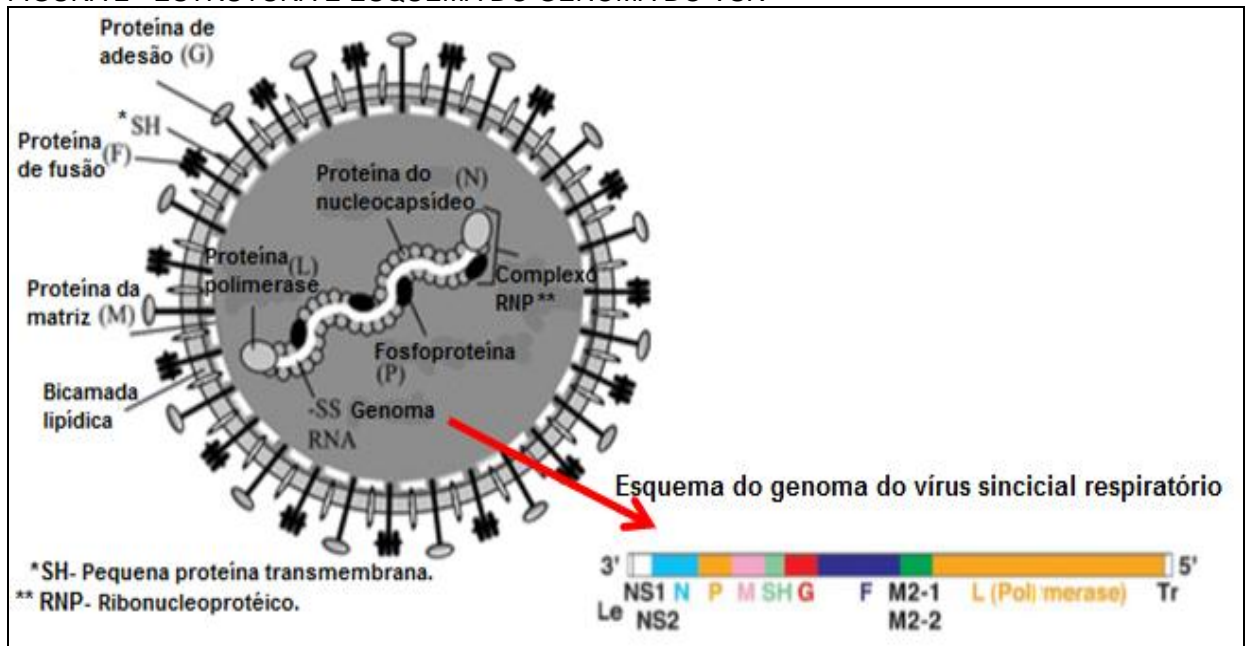 Proteína de
adesão (G)
*SH
Proteína
de fusão (F)
Proteína do (N)
nucleocapsídeo
Proteína (L)
polimerase
Complexo
RNP**
Proteína da
matriz (M)
Fosfoproteína
(P)
Bicamada
lipídica
-SS Genoma
RNA
Esquema do genoma do vírus sincicial respiratório
3' 5'
NS1 N P M SH G F M2-1 L (Polimerase) Tr
Le NS2 M2-2
*SH- Pequena proteína transmembrana.
** RNP- Ribonucleoprotéico.